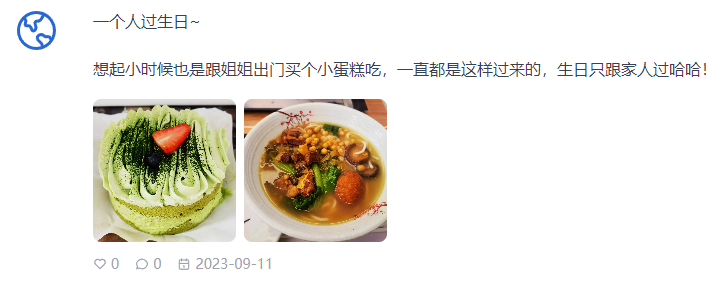 一个人过生日~
想起小时候也是跟姐姐出门买个小蛋糕吃，一直都是这样过来的，生日只跟家人过哈哈！
0 0 2023-09-11